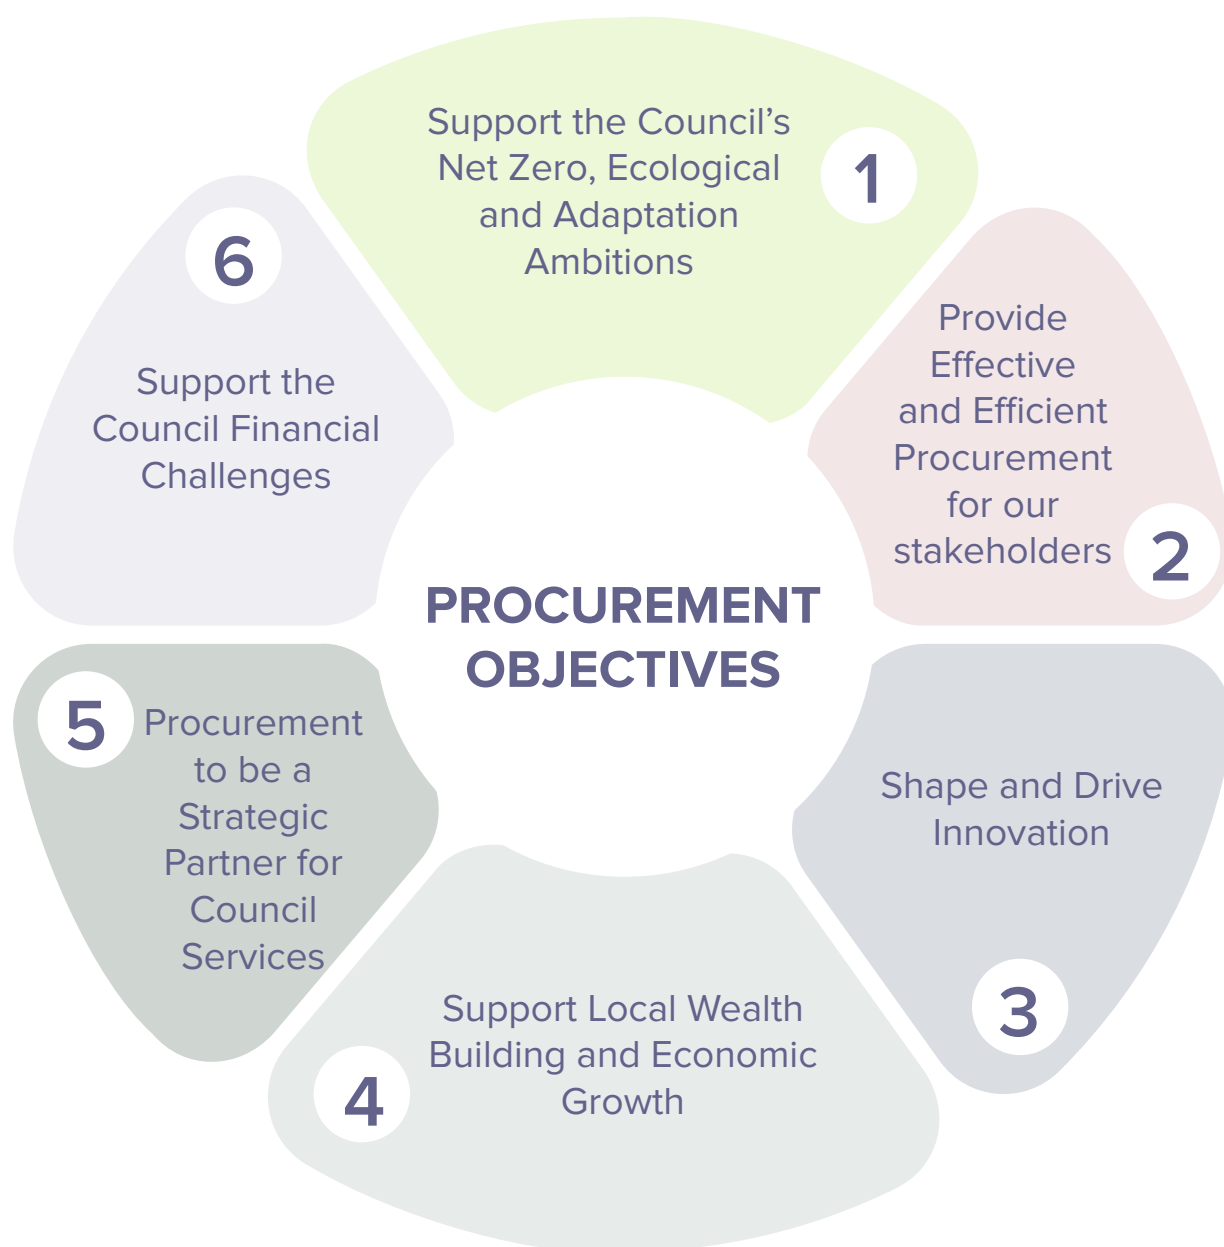 PROCUREMENT
OBJECTIVES
1
Support the Council’s
Net Zero, Ecological
and Adaptation
Ambitions
2
Provide
Effective
and Efficient
Procurement
for our
stakeholders
3
Shape and Drive
Innovation
4
Support Local Wealth
Building and Economic
Growth
5
Procurement
to be a
Strategic
Partner for
Council
Services
6
Support the
Council Financial
Challenges